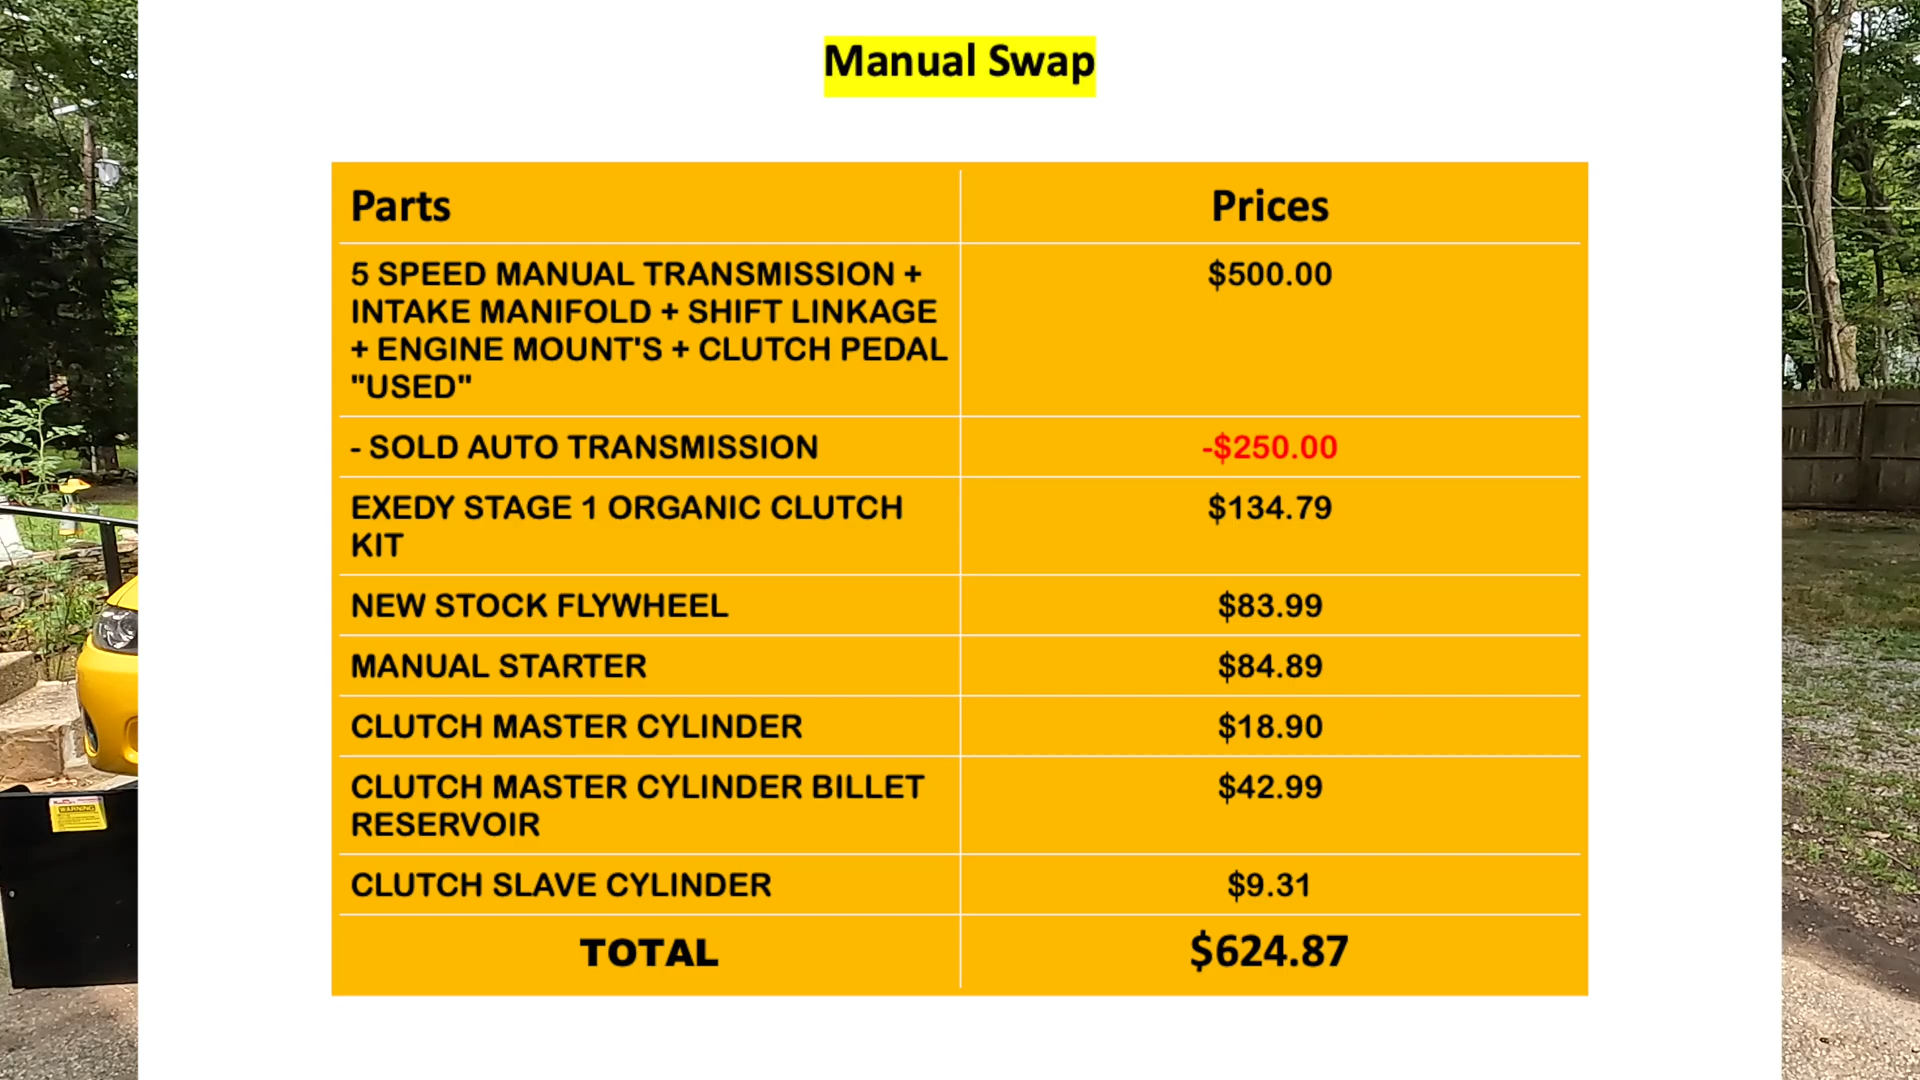 Manual Swap
Parts
Prices
5 SPEED MANUAL TRANSMISSION +
INTAKE MANIFOLD + SHIFT LINKAGE
+ ENGINE MOUNT'S + CLUTCH PEDAL
"USED"
$500.00
- SOLD AUTO TRANSMISSION
-$250.00
EXEDY STAGE 1 ORGANIC CLUTCH
KIT
$134.79
NEW STOCK FLYWHEEL
$83.99
MANUAL STARTER
$84.89
CLUTCH MASTER CYLINDER
$18.90
CLUTCH MASTER CYLINDER BILLET
RESERVOIR
$42.99
CLUTCH SLAVE CYLINDER
$9.31
TOTAL
$624.87
WARNING